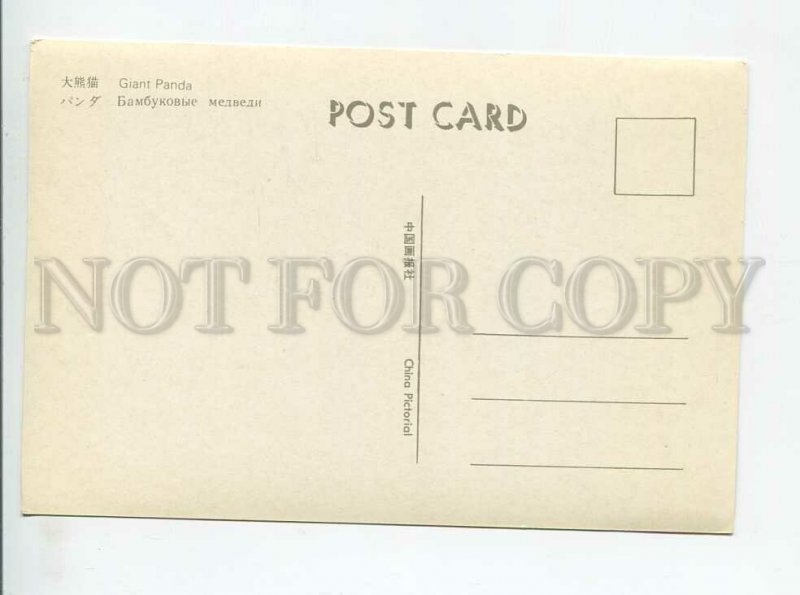 大熊猫 Giant Panda
パンダ Бамбуковые медведи
POST CARD
中国画报社 China Pictorial
NOT FOR COPY